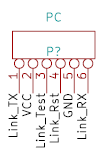 PC
P?
1 2 3 4 5 6
Link_TX
VCC
Link_Test
Link_Rst
GND
Link_RX